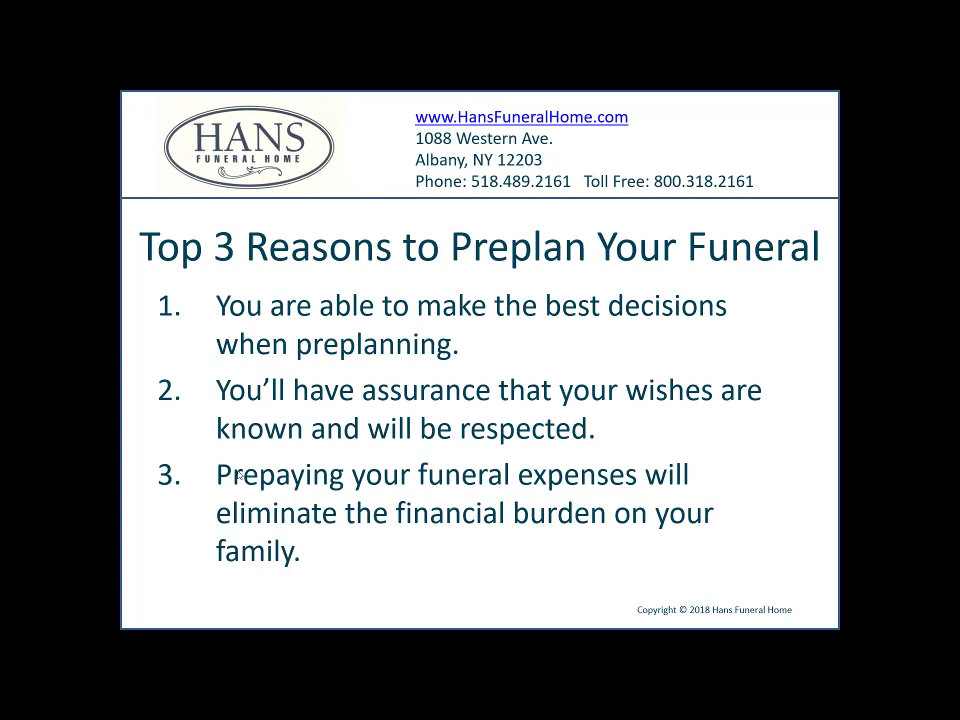 HANS
FUNERAL HOME
www.HansFuneralHome.com
1088 Western Ave.
Albany, NY 12203
Phone: 518.489.2161   Toll Free: 800.318.2161
Top 3 Reasons to Preplan Your Funeral
1. You are able to make the best decisions
when preplanning.
2. You’ll have assurance that your wishes are
known and will be respected.
3. Prepaying your funeral expenses will
eliminate the financial burden on your
family.
Copyright © 2018 Hans Funeral Home